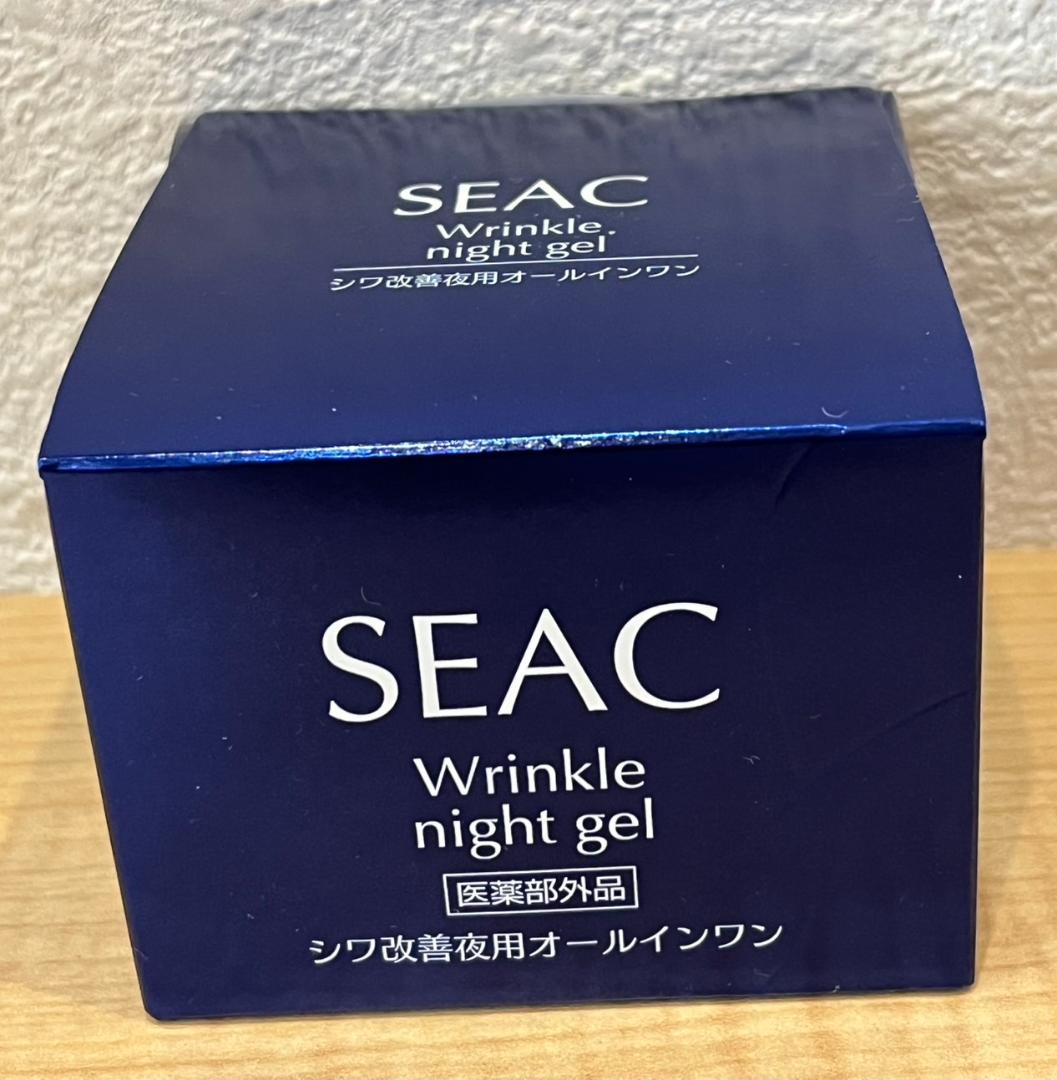 SEAC
Wrinkle
night gel
シワ改善夜用オールインワン
SEAC
Wrinkle
night gel
医薬部外品
シワ改善夜用オールインワン